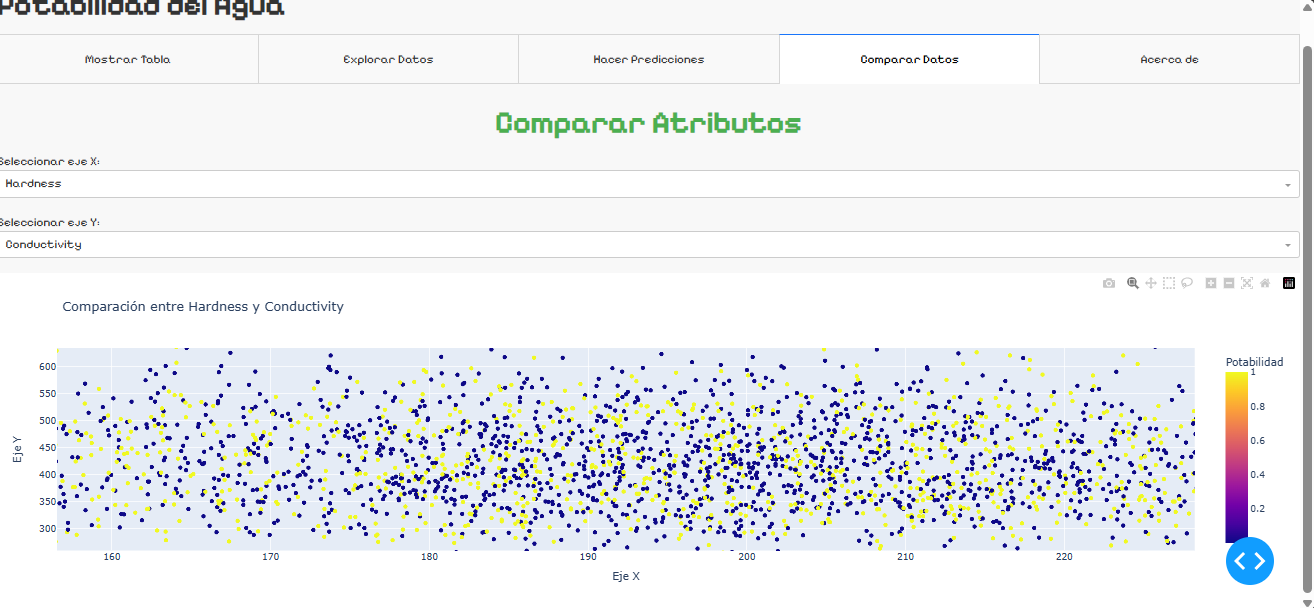 Potabilidad del Agua
Mostrar Tabla
Explorar Datos
Hacer Predicciones
Comparar Datos
Acerca de
Comparar Atributos
Seleccionar eje X:
Hardness
Seleccionar eje Y:
Conductivity
Comparación entre Hardness y Conductivity
Potabilidad
1
0.8
0.6
0.4
0.2
600
550
500
450
400
350
300
Eje Y
160
170
180
190
200
210
220
Eje X